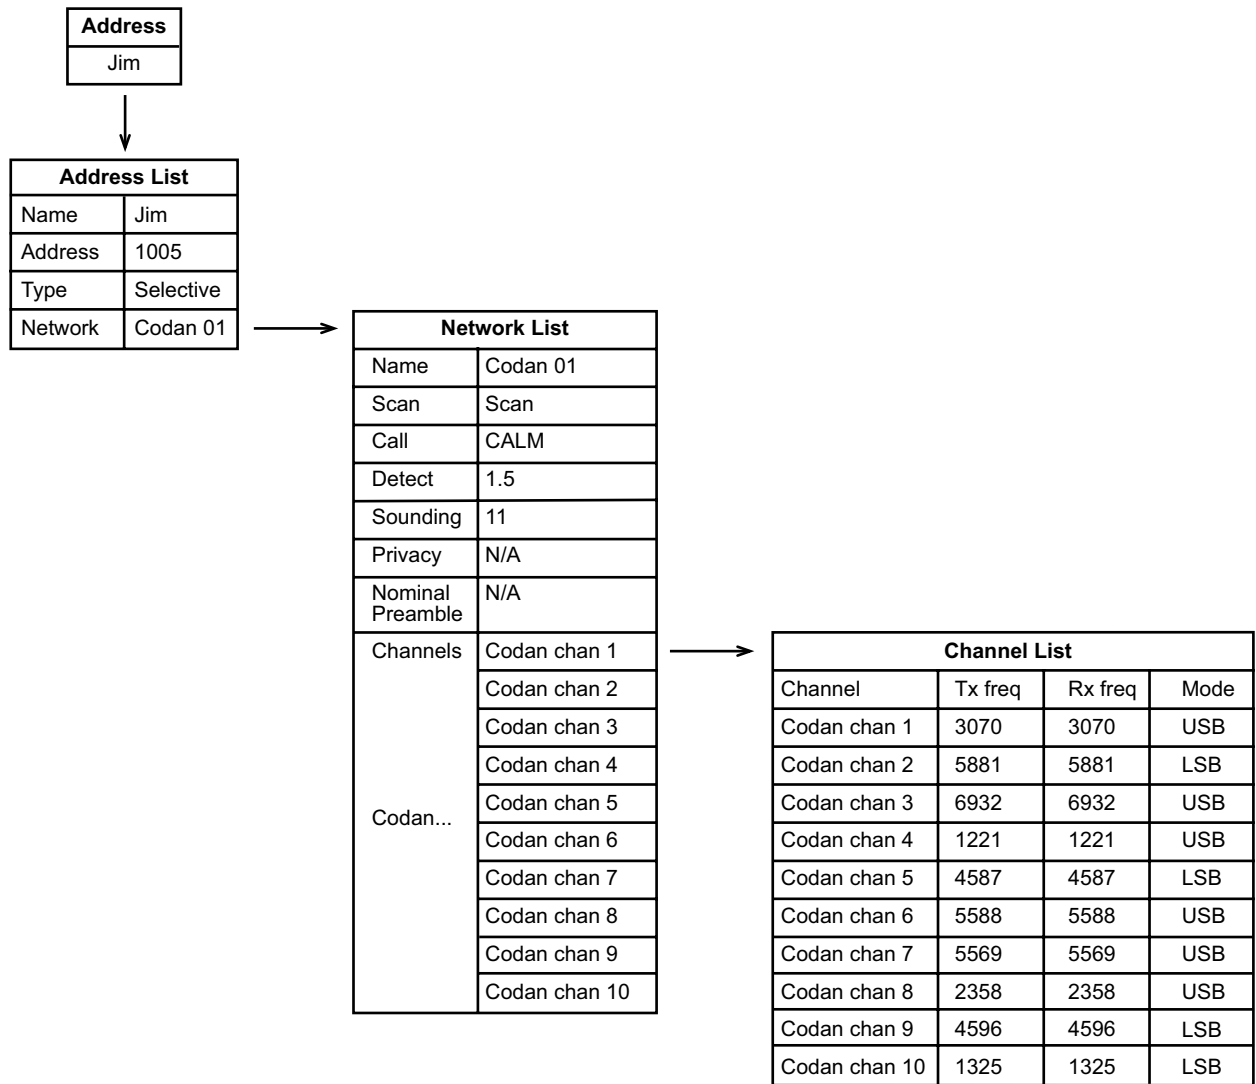 Address
Jim
Address List
Name Jim
Address 1005
Type Selective
Network Codan 01
Network List
Name Codan 01
Scan Scan
Call CALM
Detect 1.5
Sounding 11
Privacy N/A
Nominal N/A
Preamble
Channels Codan chan 1
Codan chan 2
Codan chan 3
Codan chan 4
Codan chan 5
Codan...
Codan chan 6
Codan chan 7
Codan chan 8
Codan chan 9
Codan chan 10
Channel List
Channel Tx freq Rx freq Mode
Codan chan 1 3070 3070 USB
Codan chan 2 5881 5881 LSB
Codan chan 3 6932 6932 USB
Codan chan 4 1221 1221 USB
Codan chan 5 4587 4587 LSB
Codan chan 6 5588 5588 USB
Codan chan 7 5569 5569 USB
Codan chan 8 2358 2358 USB
Codan chan 9 4596 4596 LSB
Codan chan 10 1325 1325 LSB